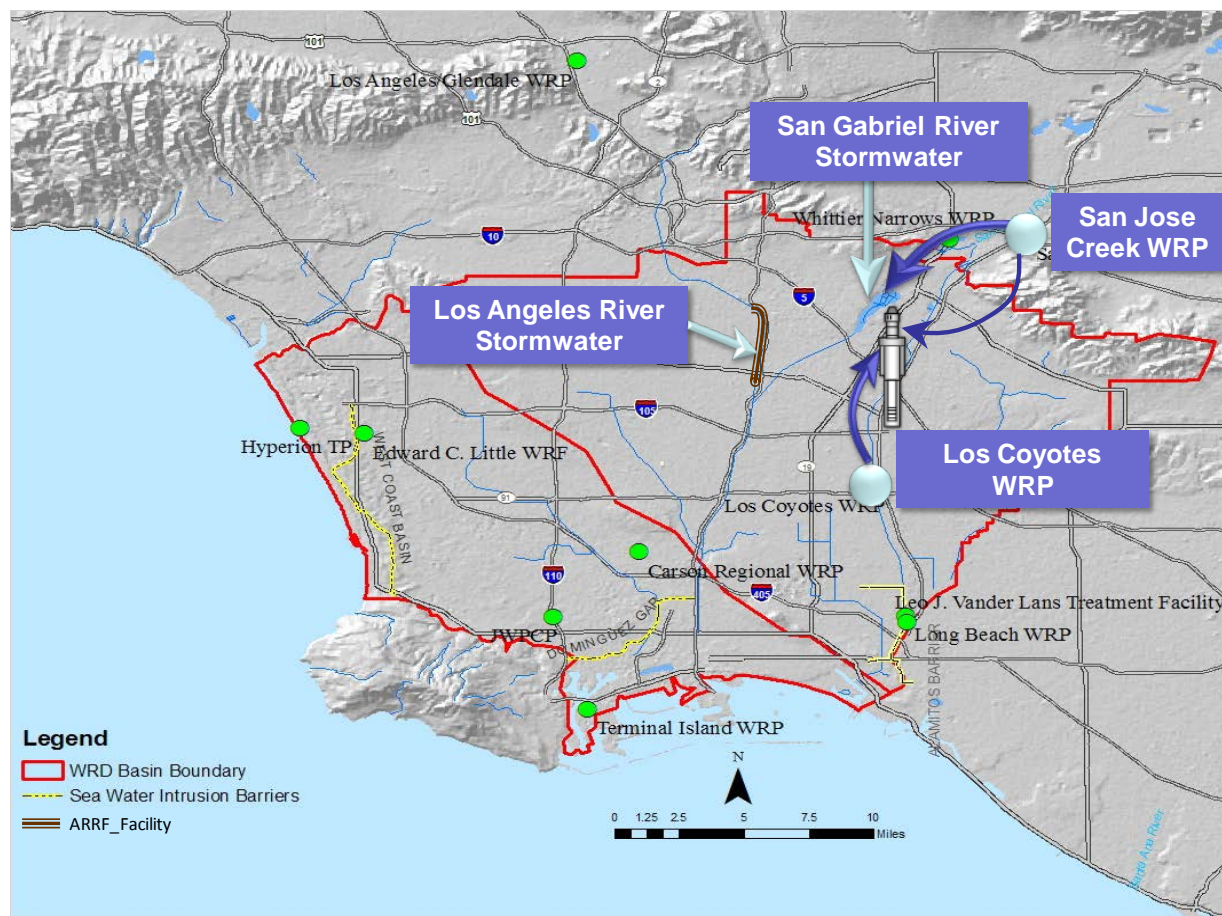 101
Los Angeles/Glendale WRP
2
101
San Gabriel River
Stormwater
10
Whittier Narrows WRP
San Jose
Creek WRP
Sa
5
Los Angeles River
Stormwater
105
Hyperion TP
Edward C. Little WRF
WEST COAST BASIN
19
Los Coyotes
WRP
91
Los Coyotes WRP
Carson Regional WRP
110
405
Leo J. Vander Lans Treatment Facility
JWPCP
DOMINGUEZ GAP
Long Beach WRP
ALAMITOS BARRIER
Terminal Island WRP
Legend
WRD Basin Boundary
Sea Water Intrusion Barriers
ARRF_Facility
N
0 1.25 2.5 5 7.5 10
Miles
Santa Ana River